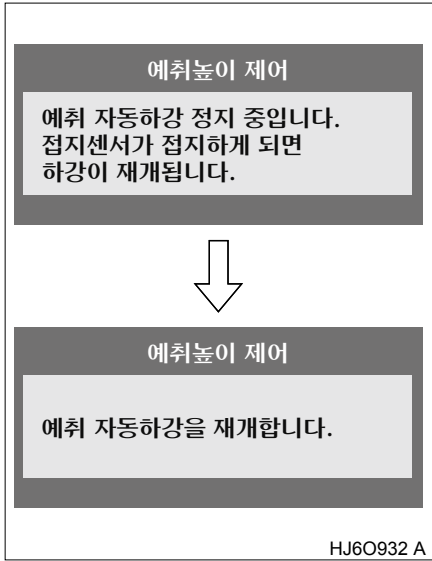 예취높이 제어
예취 자동하강 정지 중입니다.
접지센서가 접지하게 되면
하강이 재개됩니다.
예취높이 제어
예취 자동하강을 재개합니다.
HJ6O932 A